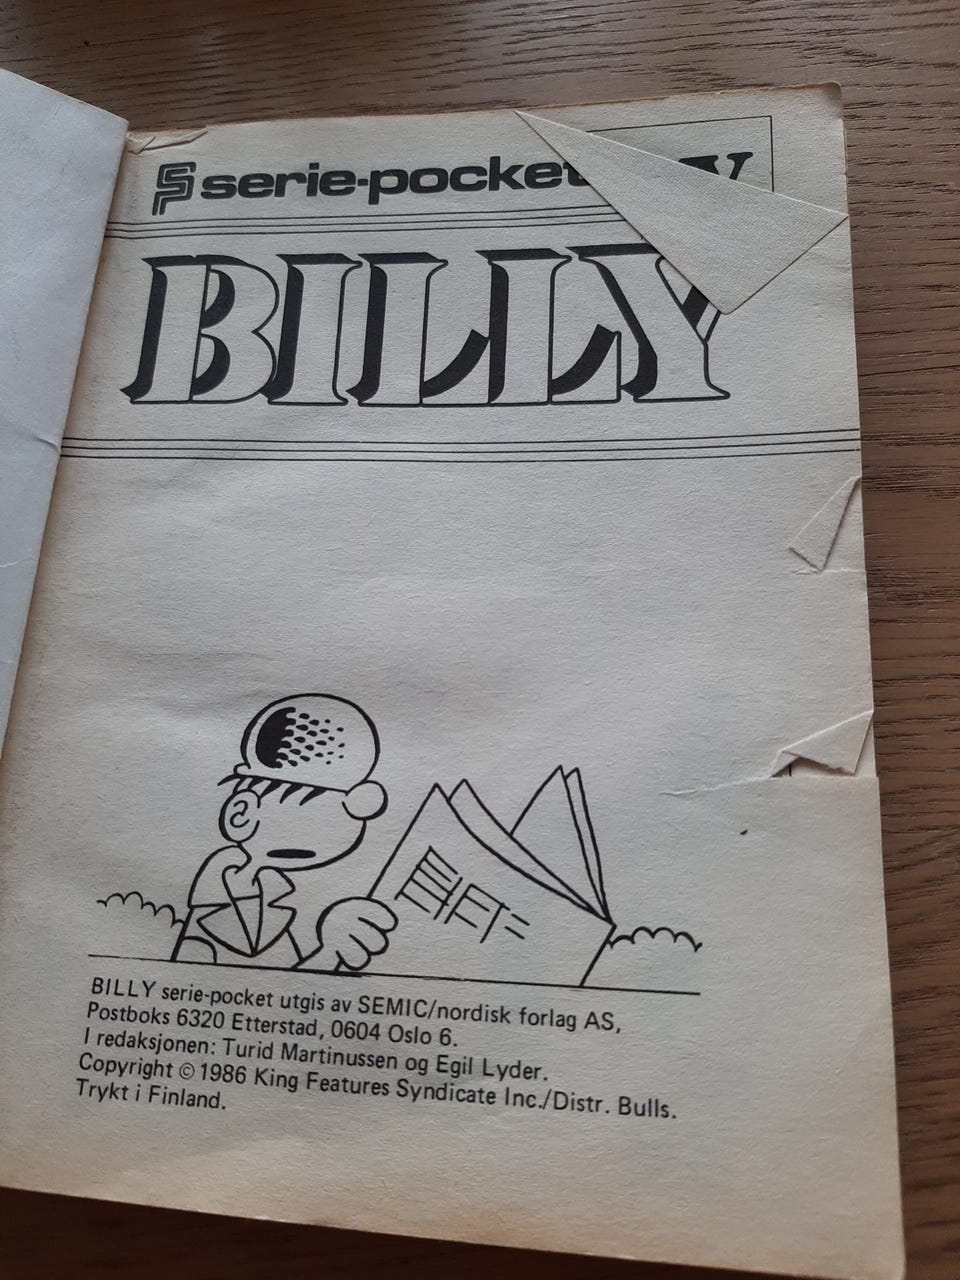 serie-pocket
BILLY
BILLY serie-pocket utgis av SEMIC/nordisk forlag AS,
Postboks 6320 Etterstad, 0604 Oslo 6.
I redaksjonen: Turid Martinussen og Egil Lyder.
Copyright © 1986 King Features Syndicate Inc./Distr. Bulls.
Trykt i Finland.